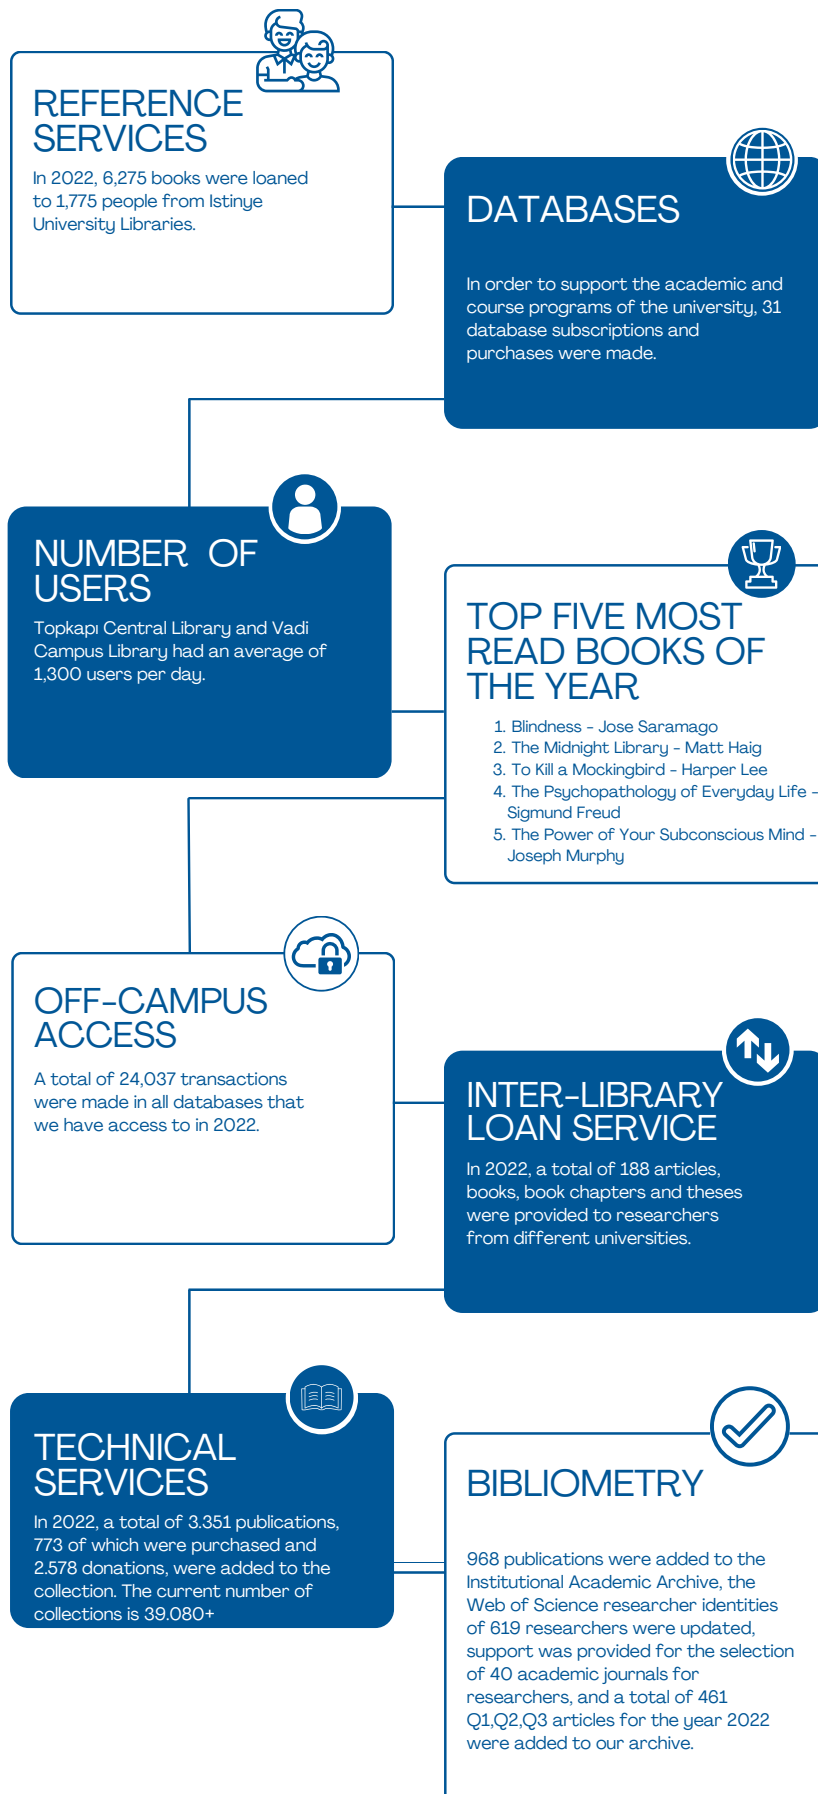 REFERENCE
SERVICES
In 2022, 6,275 books were loaned
to 1,775 people from Istinye
University Libraries.
DATABASES
In order to support the academic and
course programs of the university, 31
database subscriptions and
purchases were made.
NUMBER OF
USERS
Topkapı Central Library and Vadi
Campus Library had an average of
1,300 users per day.
TOP FIVE MOST
READ BOOKS OF
THE YEAR
1. Blindness - Jose Saramago
2. The Midnight Library - Matt Haig
3. To Kill a Mockingbird - Harper Lee
4. The Psychopathology of Everyday Life -
Sigmund Freud
5. The Power of Your Subconscious Mind -
Joseph Murphy
OFF-CAMPUS
ACCESS
A total of 24,037 transactions
were made in all databases that
we have access to in 2022.
INTER-LIBRARY
LOAN SERVICE
In 2022, a total of 188 articles,
books, book chapters and theses
were provided to researchers
from different universities.
TECHNICAL
SERVICES
In 2022, a total of 3.351 publications,
773 of which were purchased and
2.578 donations, were added to the
collection. The current number of
collections is 39.080+
BIBLIOMETRY
968 publications were added to the
Institutional Academic Archive, the
Web of Science researcher identities
of 619 researchers were updated,
support was provided for the selection
of 40 academic journals for
researchers, and a total of 461
Q1,Q2,Q3 articles for the year 2022
were added to our archive.